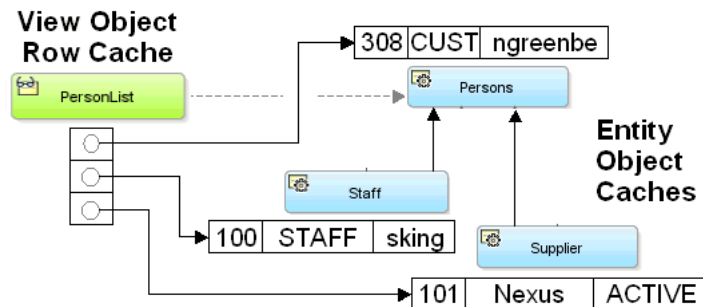 View Object
Row Cache
308 CUST ngreenbe
PersonList
Persons
Entity
Object
Caches
Staff
100 STAFF sking
Supplier
101 Nexus ACTIVE